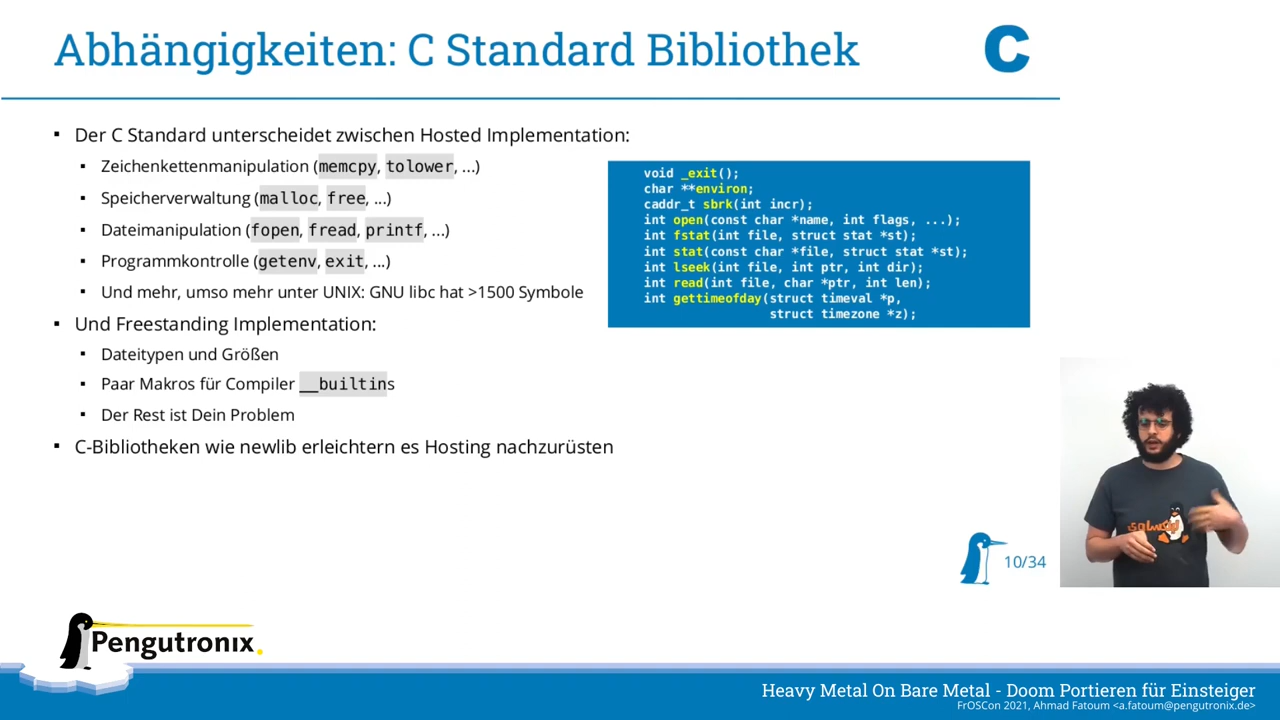 Abhängigkeiten: C Standard Bibliothek
C
▪ Der C Standard unterscheidet zwischen Hosted Implementation:
▪ Zeichenkettenmanipulation (memcpy, tolower, ...)
▪ Speicherverwaltung (malloc, free, ...)
▪ Dateimanipulation (fopen, fread, printf, ...)
▪ Programmkontrolle (getenv, exit, ...)
▪ Und mehr, umso mehr unter UNIX: GNU libc hat >1500 Symbole
▪ Und Freestanding Implementation:
▪ Dateitypen und Größen
▪ Paar Makros für Compiler __builtins
▪ Der Rest ist Dein Problem
▪ C-Bibliotheken wie newlib erleichtern es Hosting nachzurüsten
void _exit();
char **environ;
caddr_t sbrk(int incr);
int open(const char *name, int flags, ...);
int fstat(int file, struct stat *st);
int stat(const char *file, struct stat *st);
int lseek(int file, int ptr, int dir);
int read(int file, char *ptr, int len);
int gettimeofday(struct timeval *p,
struct timezone *z);
10/34
Pengutronix.
Heavy Metal On Bare Metal - Doom Portieren für Einsteiger
FrOSCon 2021, Ahmad Fatoum <a.fatoum@pengutronix.de>